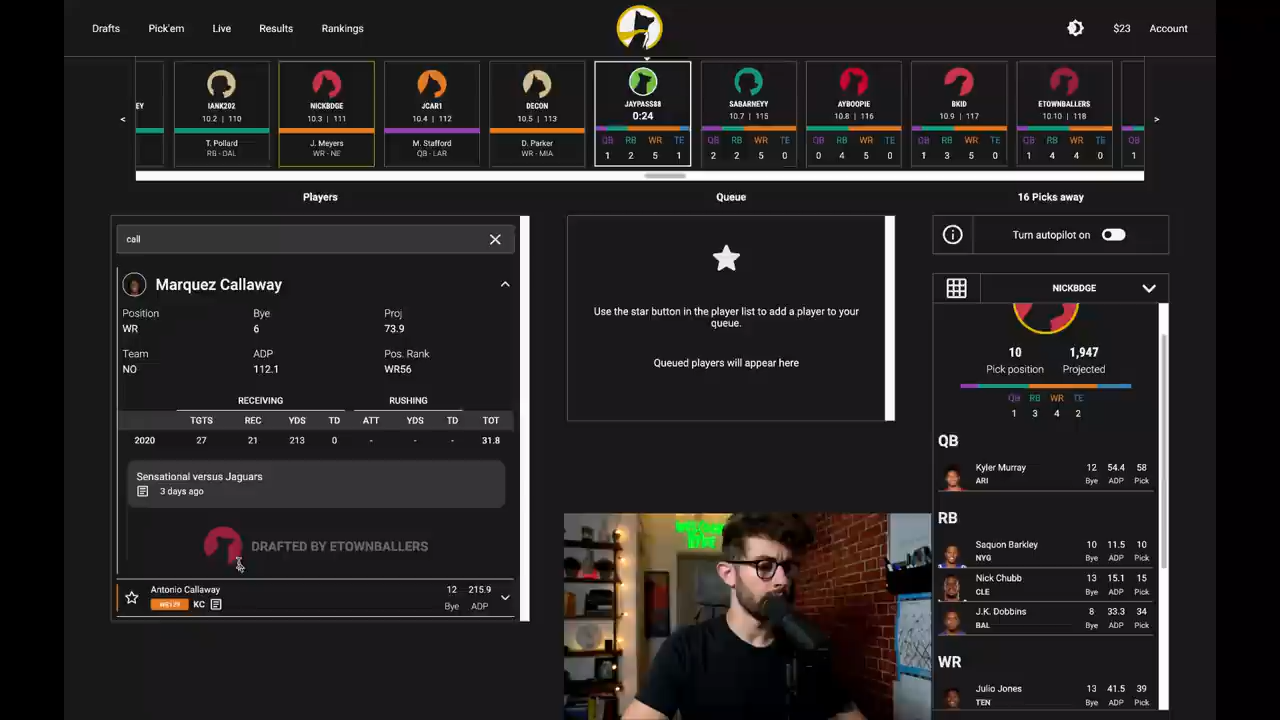 Drafts Pick'em Live Results Rankings $23 Account
EY IANK202 NICKBDGE JCAR1 DECON JAYPASS88 SABARNEYY AYBOOPIE BKID ETOWNBALLERS
10.2 | 110 10.3 | 111 10.4 | 112 10.5 | 113 0:24 10.7 | 115 10.8 | 116 10.9 | 117 10.10 | 118
< >
T. Pollard J. Meyers M. Stafford D. Parker QB RB WR TE QB RB WR TE QB RB WR TE QB RB WR TE QB RB WR TE QB
RB - DAL WR - NE QB - LAR WR - MIA 1 2 5 1 2 2 5 0 0 4 5 0 1 3 5 0 1 4 4 0 1
Players Queue 16 Picks away
call
Marquez Callaway
Position Bye Proj
WR 6 73.9
Team ADP Pos. Rank
NO 112.1 WR56
RECEIVING RUSHING
TGTS REC YDS TD ATT YDS TD TOT
2020 27 21 213 0 - - - 31.8
Sensational versus Jaguars
3 days ago
DRAFTED BY ETOWNBALLERS
Antonio Callaway 12 215.9
KC Bye ADP
Use the star button in the player list to add a player to your
queue.
Queued players will appear here
Turn autopilot on
NICKBDGE
10 1,947
Pick position Projected
QB RB WR TE
1 3 4 2
QB
Kyler Murray 12 54.4 58
ARI Bye ADP Pick
RB
Saquon Barkley 10 11.5 10
NYG Bye ADP Pick
Nick Chubb 13 15.1 15
CLE Bye ADP Pick
J.K. Dobbins 8 33.3 34
BAL Bye ADP Pick
WR
Julio Jones 13 41.5 39
TEN Bye ADP Pick